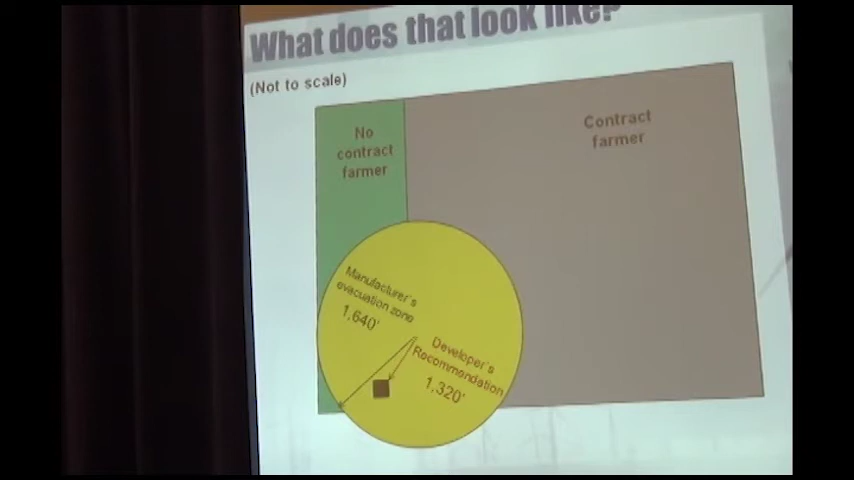 What does that look like?
(Not to scale)
No
contract
farmer
Contract
farmer
Manufacturer's
evacuation zone
1,640'
Developer's
Recommendation
1,320'